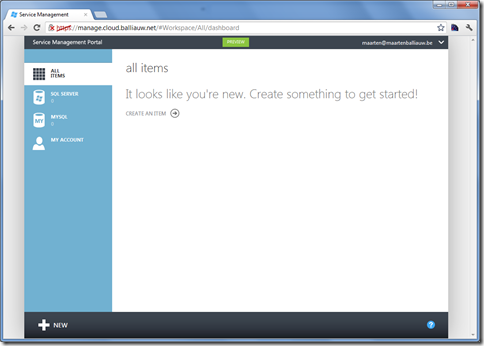 Service Management
https://manage.cloud.balliauw.net/#Workspace/All/dashboard
Service Management Portal
PREVIEW
maarten@maartenballiauw.be
ALL
ITEMS
all items
It looks like you're new. Create something to get started!
CREATE AN ITEM
SQL SERVER
0
MY
MYSQL
0
MY ACCOUNT
NEW
?